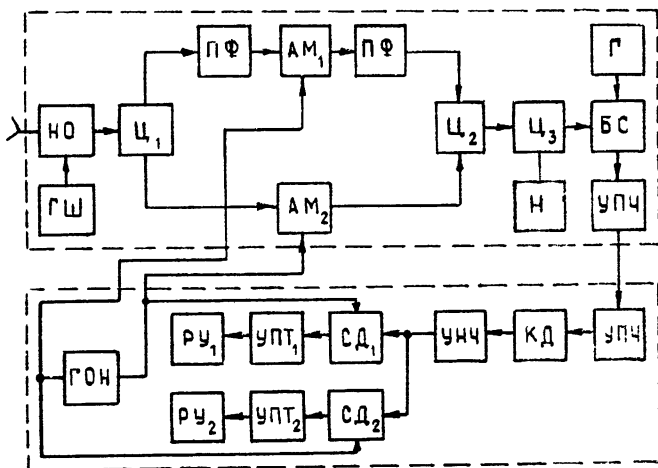 ПФ АМ₁ ПФ Г
НО Ц₁ Ц₂ Ц₃ БС
ГШ АМ₂ Н УПЧ
РУ₁ УПТ₁ СД₁ УНЧ КД УПЧ
ГОН
РУ₂ УПТ₂ СД₂